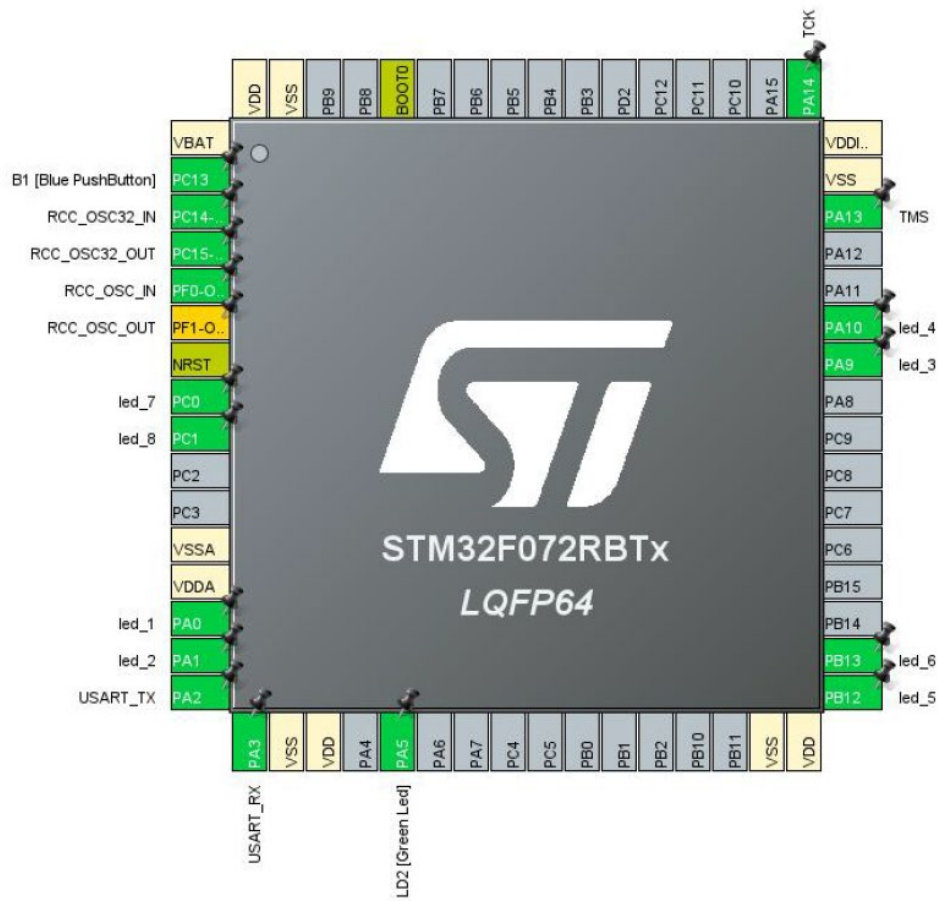 TCK
VDD
VSS
PB9
PB8
BOOT0
PB7
PB6
PB5
PB4
PB3
PD2
PC12
PC11
PC10
PA15
PA14
VBAT
B1 [Blue PushButton] PC13
RCC_OSC32_IN PC14-..
RCC_OSC32_OUT PC15-..
RCC_OSC_IN PF0-O..
RCC_OSC_OUT PF1-O..
NRST
led_7 PC0
led_8 PC1
PC2
PC3
VSSA
VDDA
led_1 PA0
led_2 PA1
USART_TX PA2
ST
STM32F072RBTx
LQFP64
VDDI..
VSS
PA13 TMS
PA12
PA11
PA10 led_4
PA9 led_3
PA8
PC9
PC8
PC7
PC6
PB15
PB14
PB13 led_6
PB12 led_5
PA3
VSS
VDD
PA4
PA5
PA6
PA7
PC4
PC5
PB0
PB1
PB2
PB10
PB11
VSS
VDD
USART_RX
LD2 [Green Led]